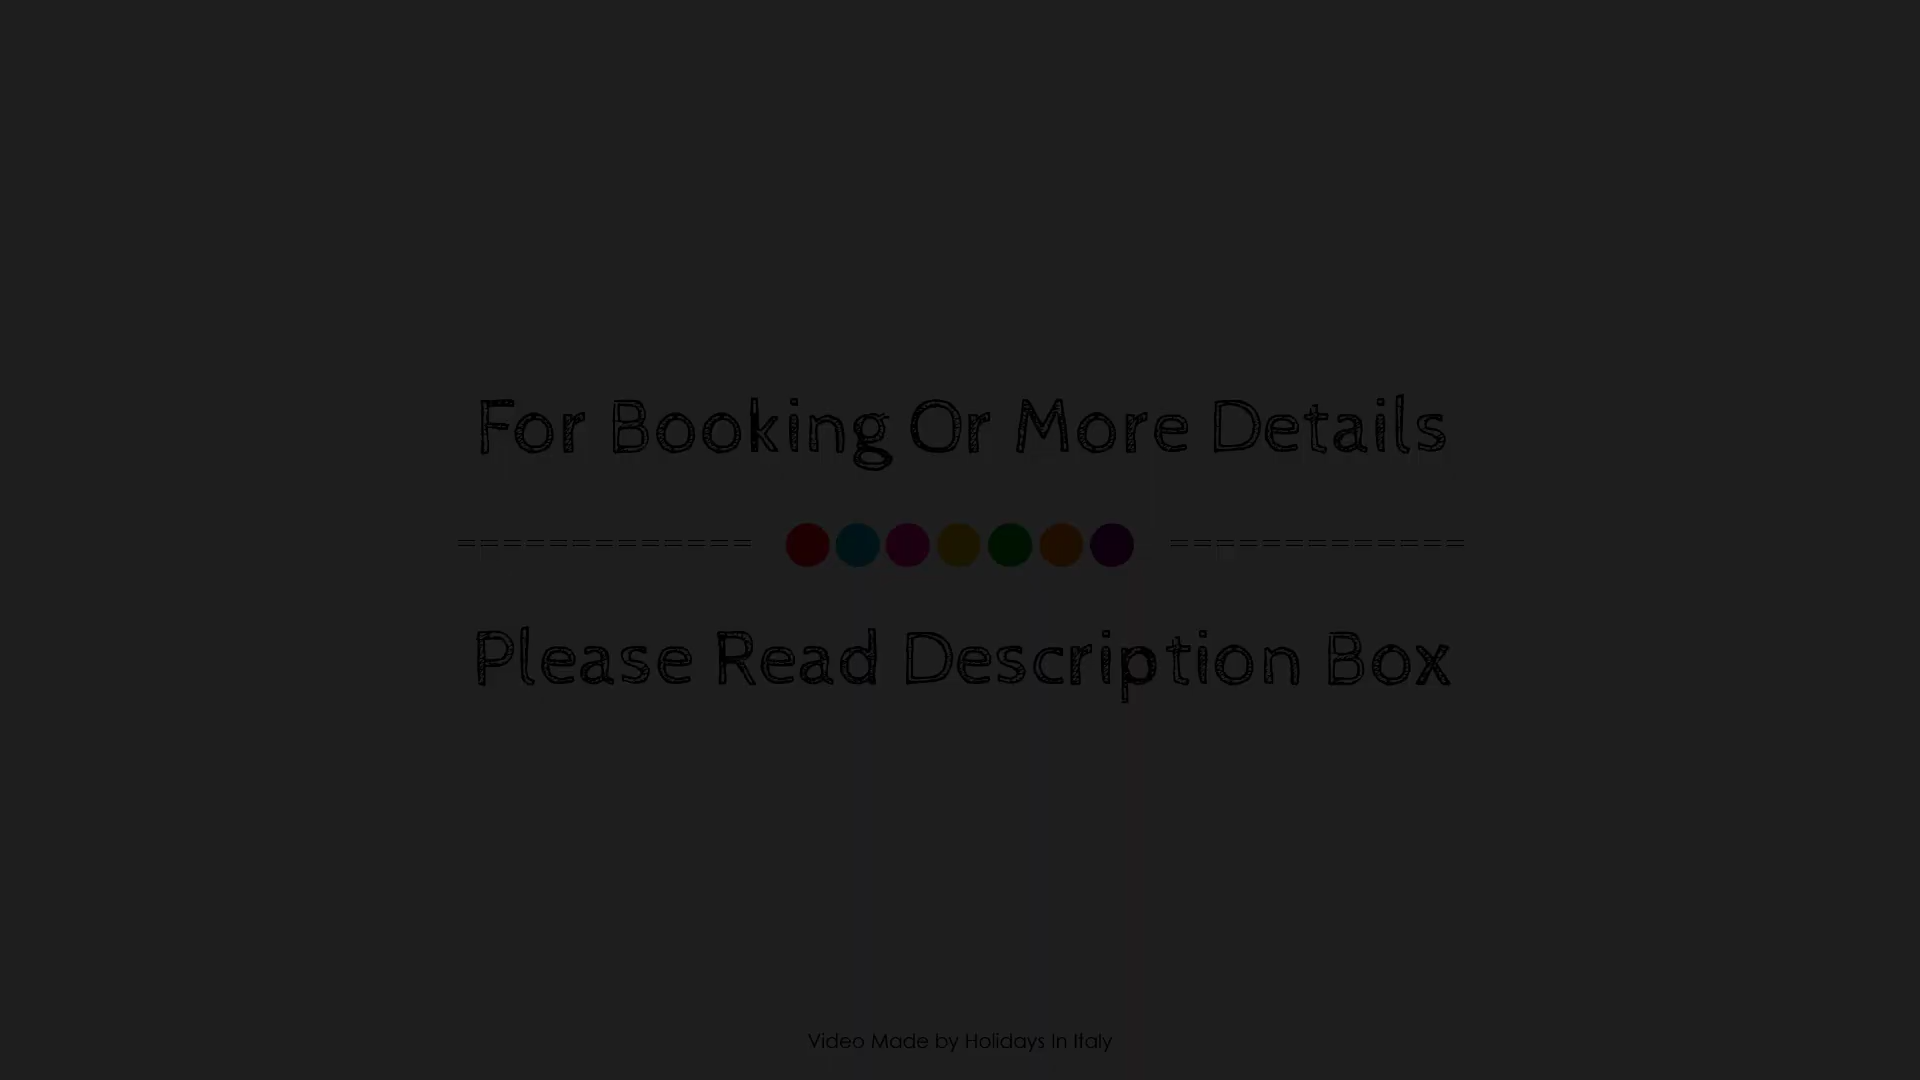 For Booking Or More Details
============= =============
Please Read Description Box
Video Made by Holidays In Italy